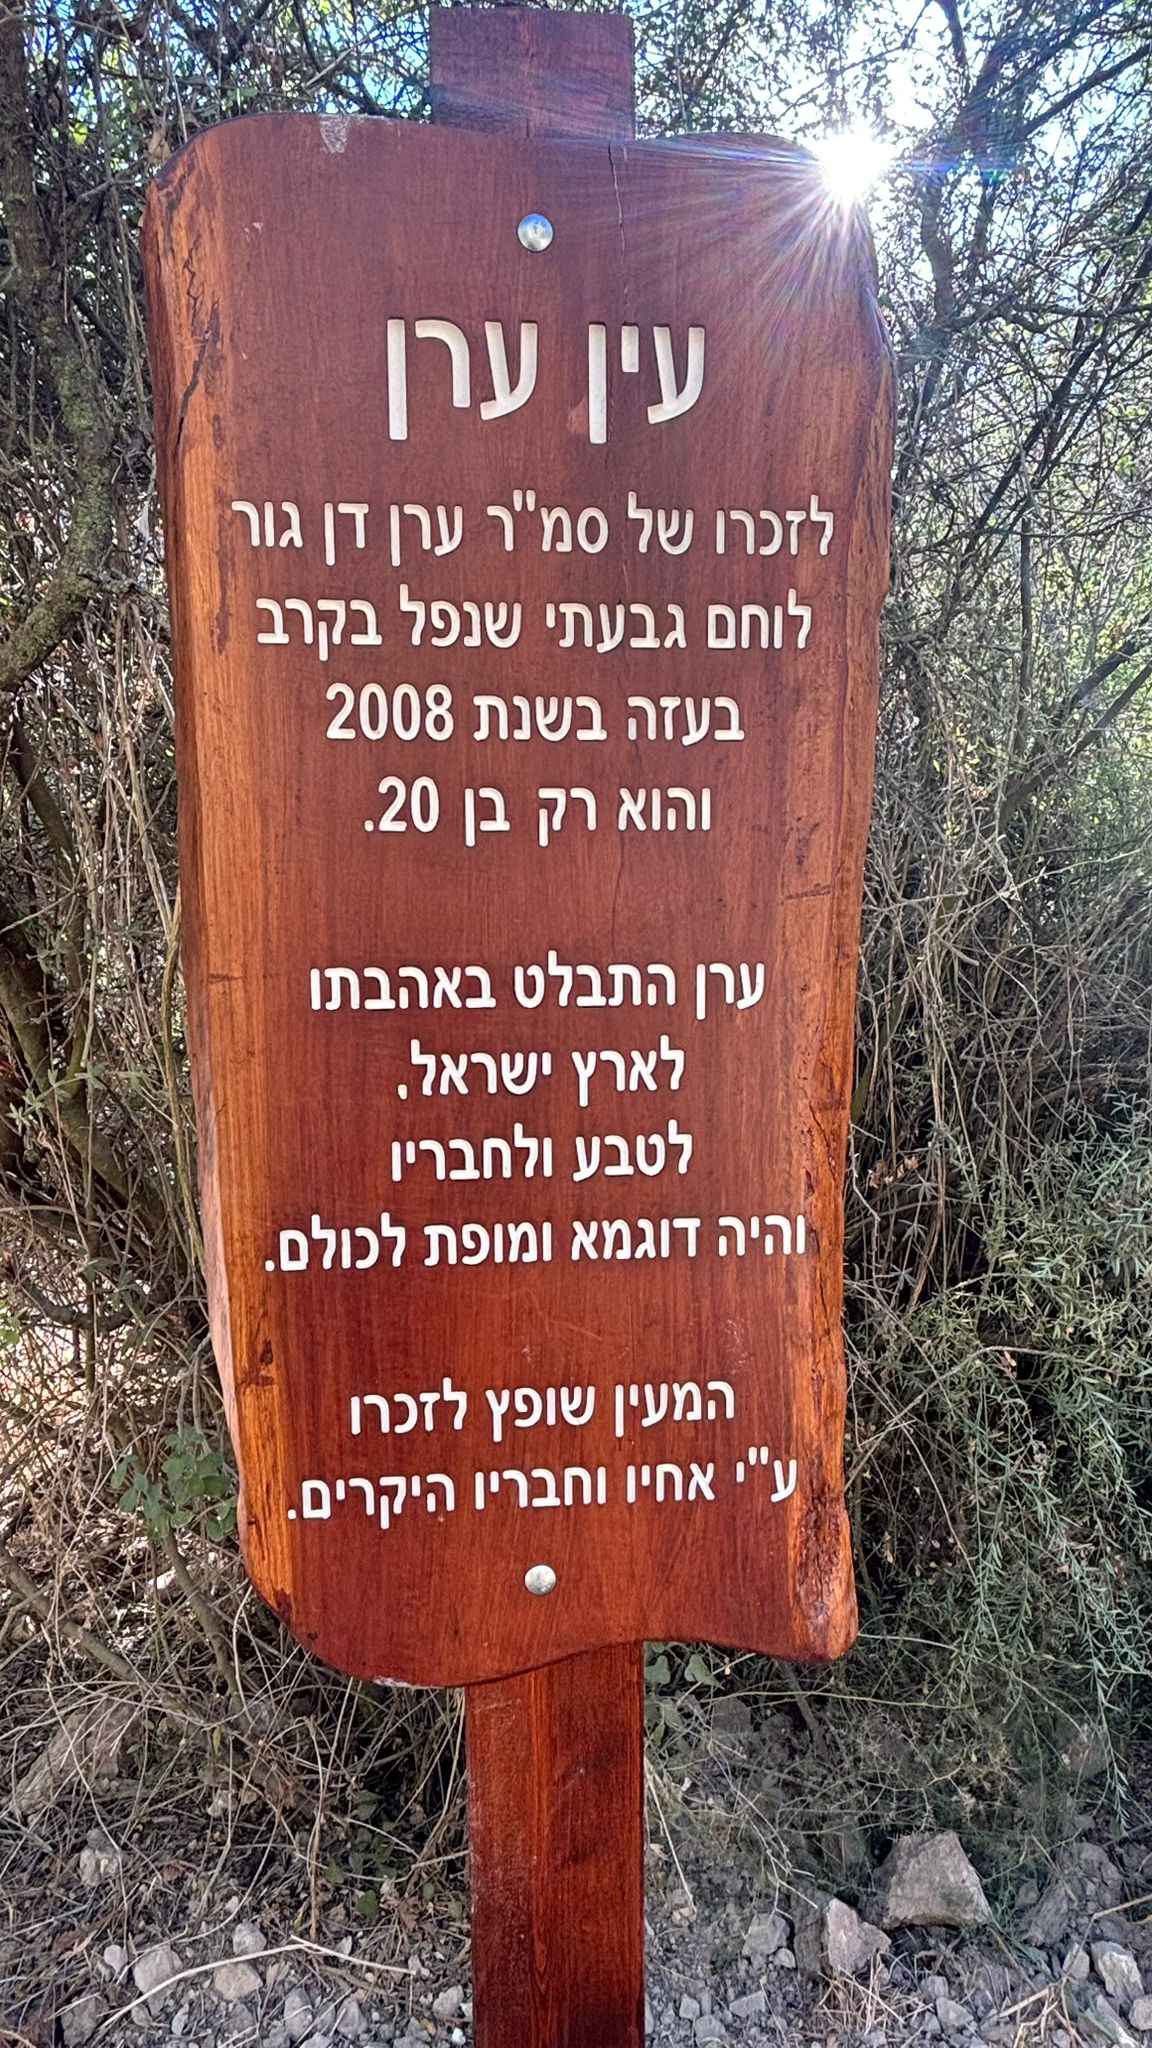 עין ערן
לזכרו של סמ"ר ערן דן גור
לוחם גבעתי שנפל בקרב
בעזה בשנת 2008
והוא רק בן 20.
ערן התבלט באהבתו
לארץ ישראל,
לטבע ולחבריו
והיה דוגמא ומופת לכולם.
המעין שופץ לזכרו
ע"י אחיו וחבריו היקרים.